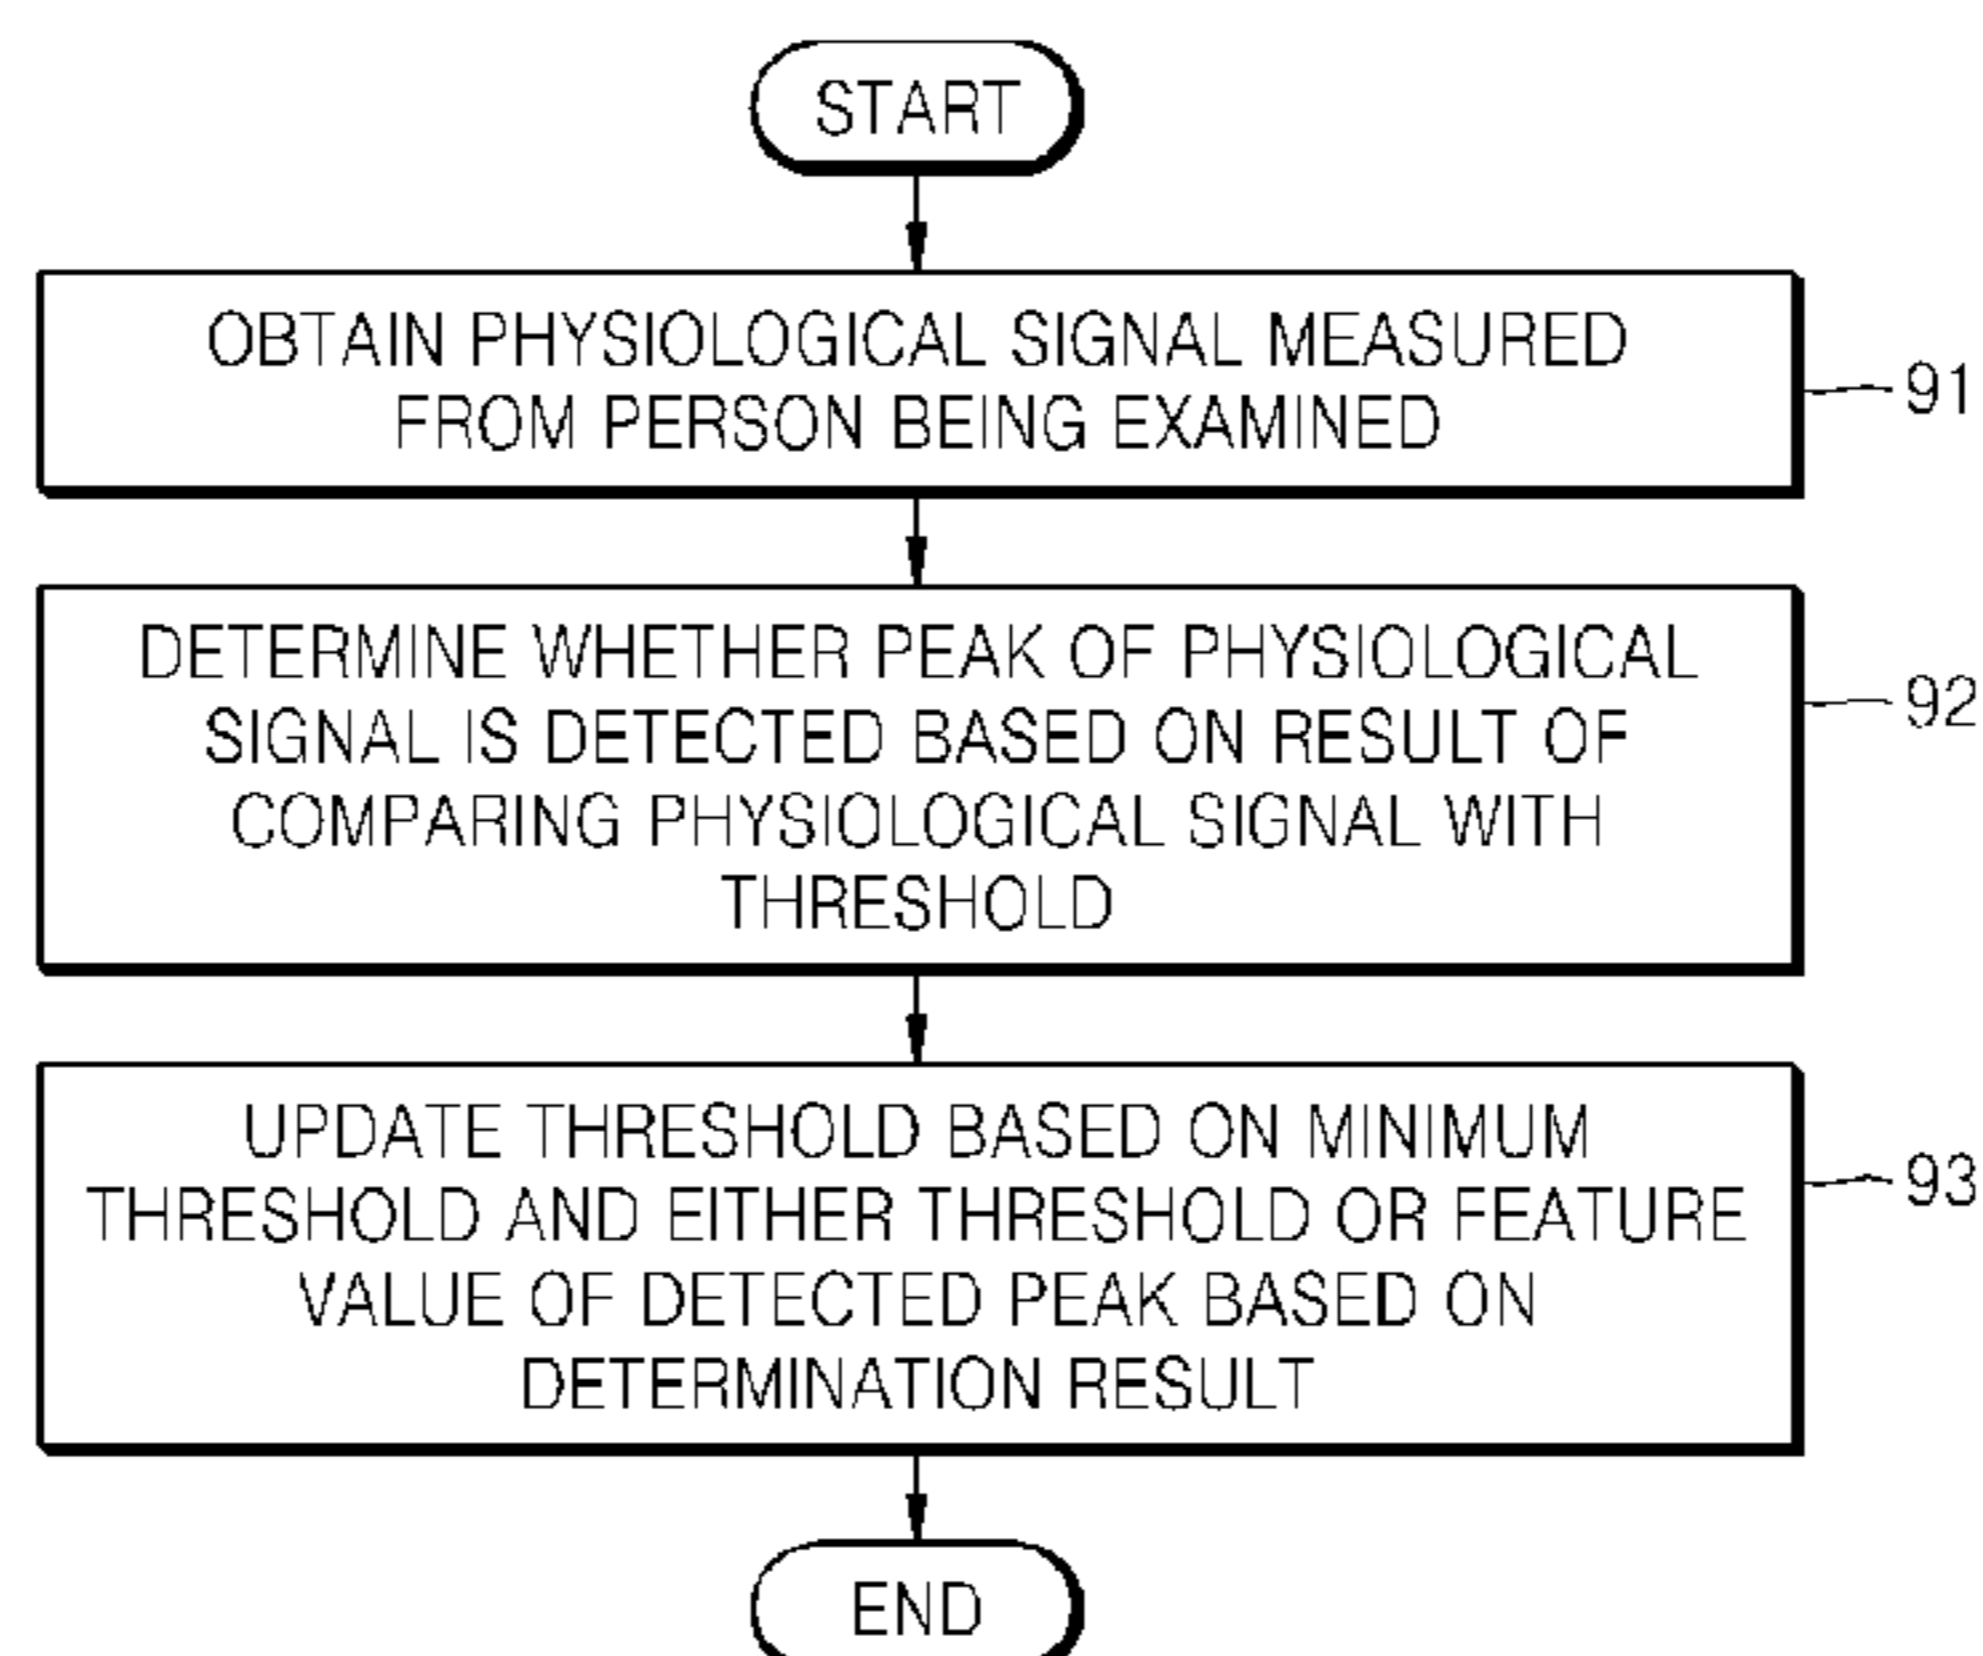 START
OBTAIN PHYSIOLOGICAL SIGNAL MEASURED
FROM PERSON BEING EXAMINED
91
DETERMINE WHETHER PEAK OF PHYSIOLOGICAL
SIGNAL IS DETECTED BASED ON RESULT OF
COMPARING PHYSIOLOGICAL SIGNAL WITH
THRESHOLD
92
UPDATE THRESHOLD BASED ON MINIMUM
THRESHOLD AND EITHER THRESHOLD OR FEATURE
VALUE OF DETECTED PEAK BASED ON
DETERMINATION RESULT
93
END